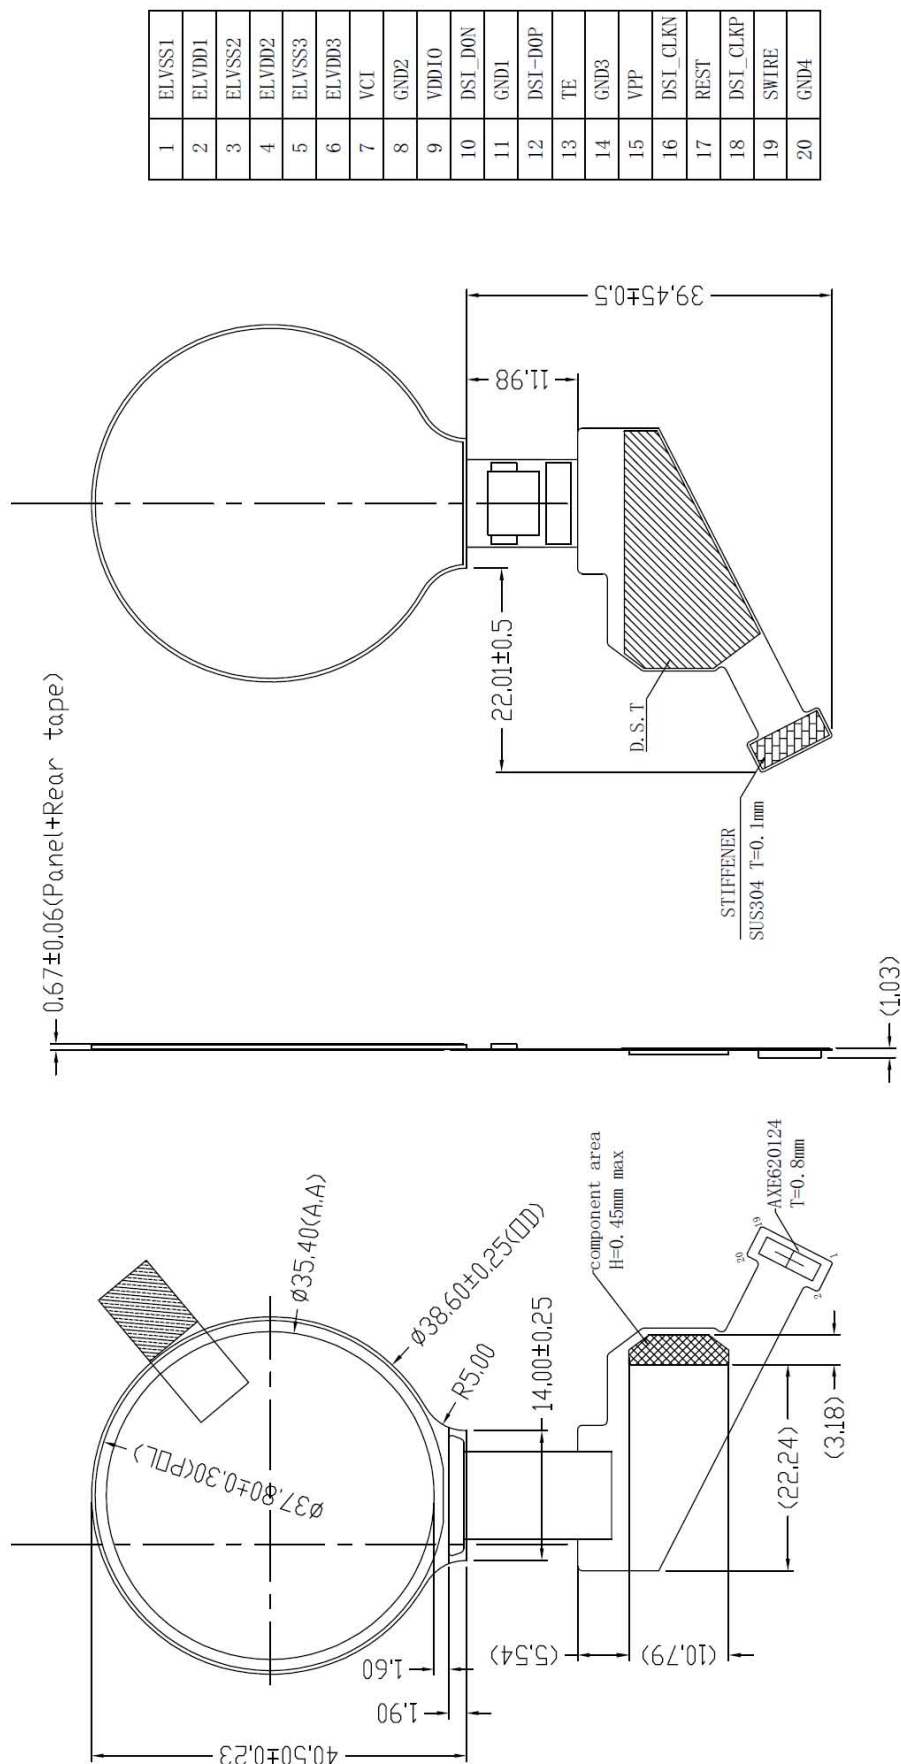 1 ELVSS1
2 ELVDD1
3 ELVSS2
4 ELVDD2
5 ELVSS3
6 ELVDD3
7 VCI
8 GND2
9 VDDIO
10 DSI_D0N
11 GND1
12 DSI-D0P
13 TE
14 GND3
15 VPP
16 DSI_CLKN
17 REST
18 DSI_CLKP
19 SWIRE
20 GND4
39.45±0.5
11.98
22.01±0.5
D.S.T
STIFFENER
SUS304 T=0.1mm
0.67±0.06(Panel+Rear tape)
(1.03)
Ø35.40(A.A)
Ø38.60±0.25(OD)
Ø37.80±0.30(POL)
R5.00
14.00±0.25
component area
H=0.45mm max
AXE620124
T=0.8mm
19
20
1
2
(3.18)
(22.24)
(5.54)
(10.79)
1.60
1.90
40.50±0.23